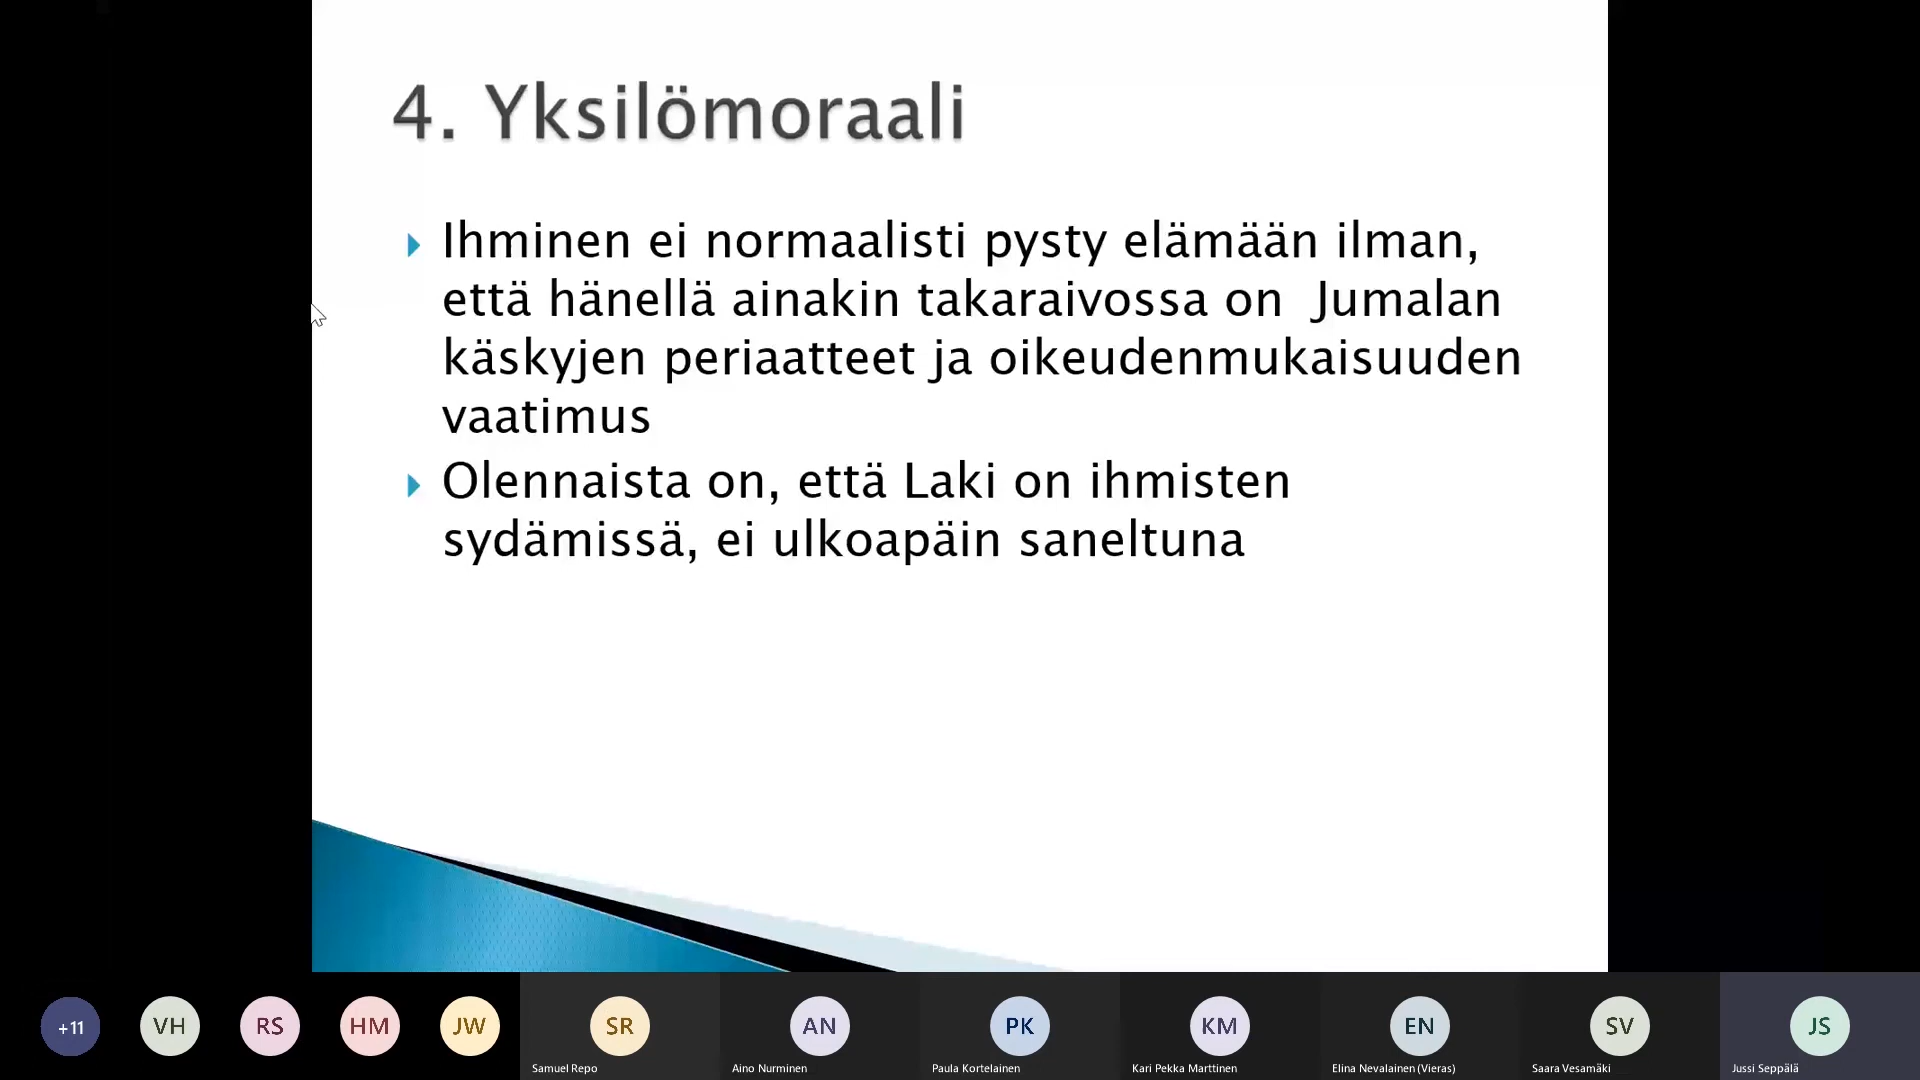 4. Yksilömoraali
Ihminen ei normaalisti pysty elämään ilman,
että hänellä ainakin takaraivossa on Jumalan
käskyjen periaatteet ja oikeudenmukaisuuden
vaatimus
Olennaista on, että Laki on ihmisten
sydämissä, ei ulkoapäin saneltuna
+11
VH
RS
HM
JW
SR
AN
PK
KM
EN
SV
JS
Samuel Repo
Aino Nurminen
Paula Kortelainen
Kari Pekka Marttinen
Elina Nevalainen (Vieras)
Saara Vesamäki
Jussi Seppälä